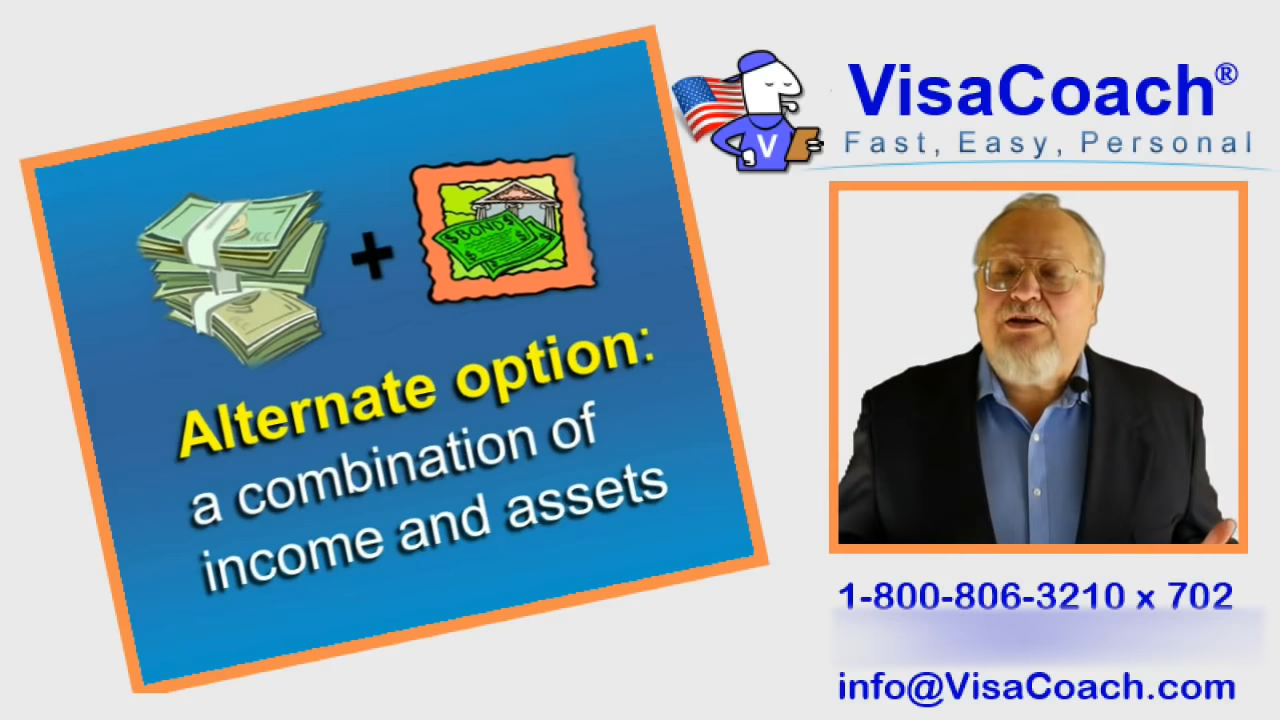 VisaCoach®
Fast, Easy, Personal
V
BOND
Alternate option:
a combination of
income and assets
1-800-806-3210 x 702
info@VisaCoach.com